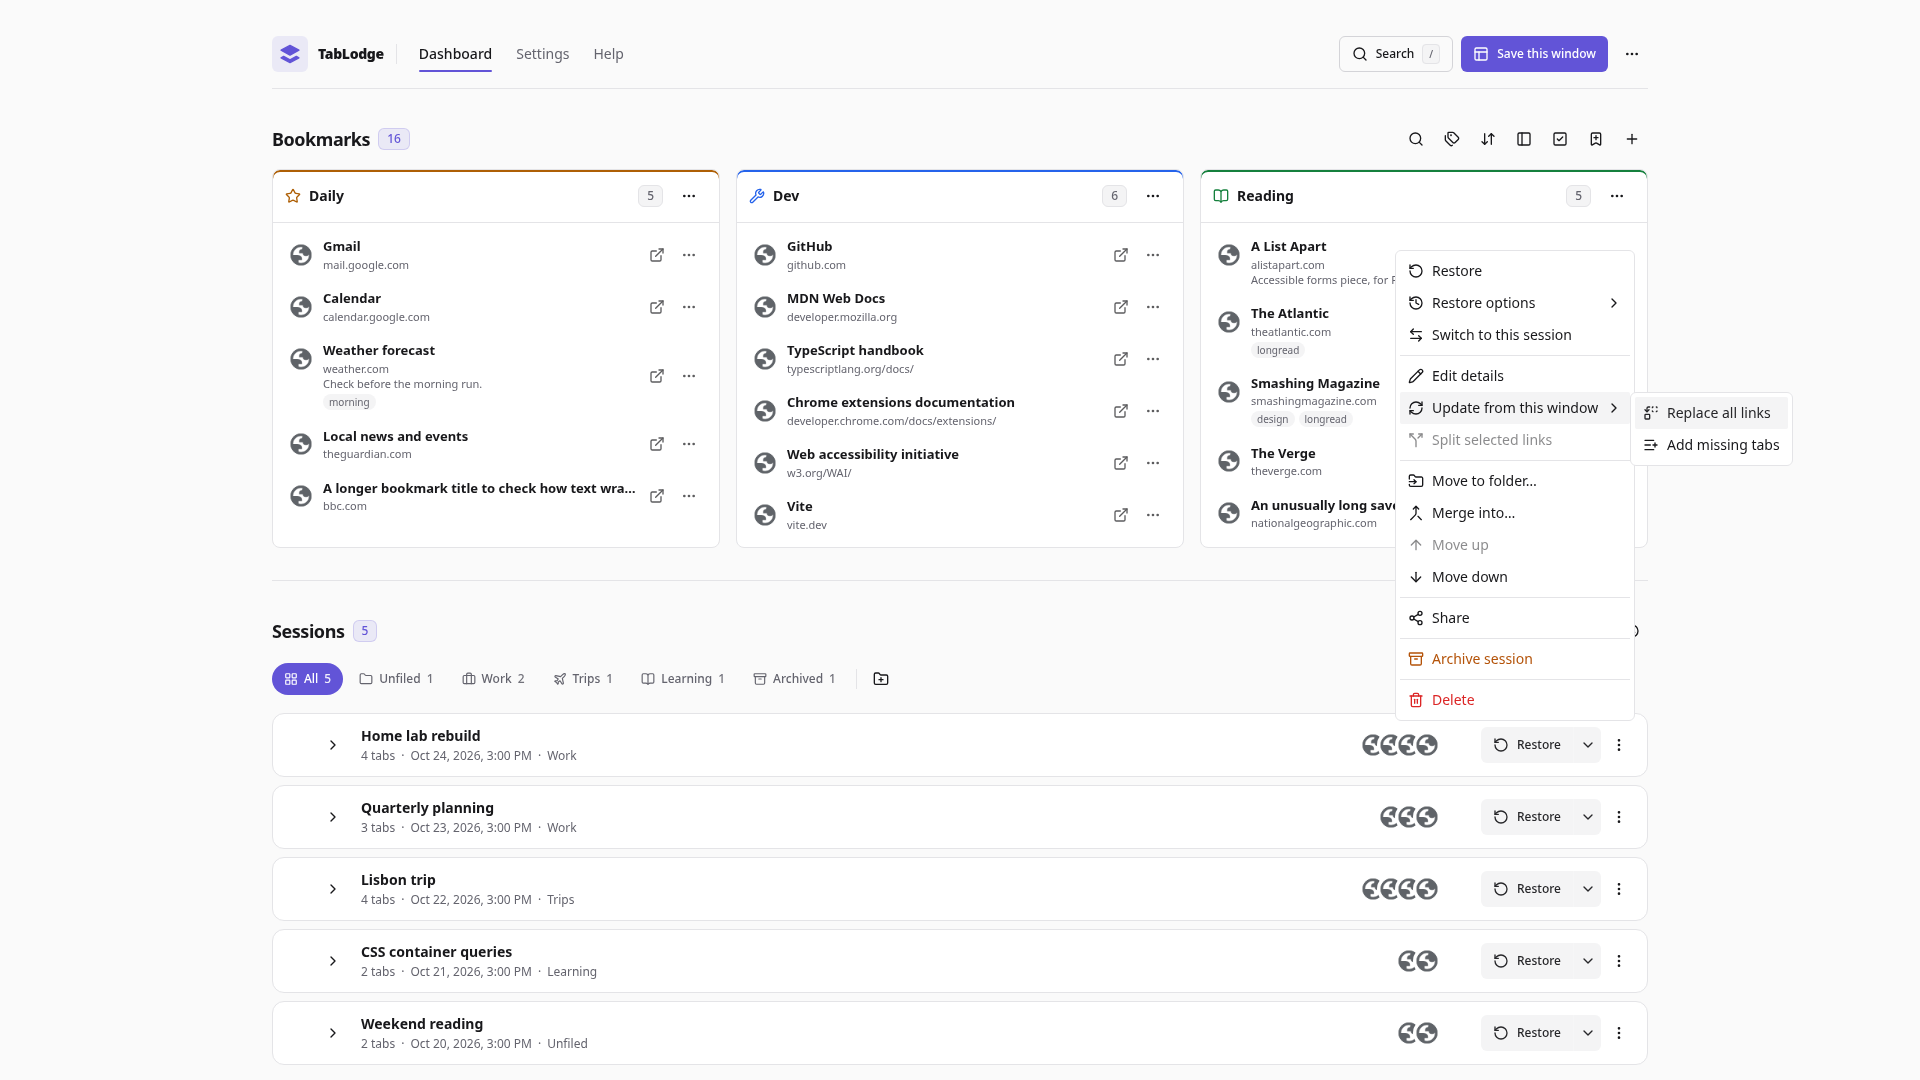 TabLodge
Dashboard
Settings
Help
Search /
Save this window
Bookmarks 16
Daily 5
Gmail
mail.google.com
Calendar
calendar.google.com
Weather forecast
weather.com
Check before the morning run.
morning
Local news and events
theguardian.com
A longer bookmark title to check how text wra...
bbc.com
Dev 6
GitHub
github.com
MDN Web Docs
developer.mozilla.org
TypeScript handbook
typescriptlang.org/docs/
Chrome extensions documentation
developer.chrome.com/docs/extensions/
Web accessibility initiative
w3.org/WAI/
Vite
vite.dev
Reading 5
A List Apart
alistapart.com
Accessible forms piece, for
The Atlantic
theatlantic.com
longread
Smashing Magazine
smashingmagazine.com
design longread
The Verge
theverge.com
An unusually long
nationalgeographic.com
Restore
Restore options
Switch to this session
Edit details
Update from this window
Split selected links
Move to folder...
Merge into...
Move up
Move down
Share
Archive session
Delete
Replace all links
Add missing tabs
Sessions 5
All 5
Unfiled 1
Work 2
Trips 1
Learning 1
Archived 1
Home lab rebuild
4 tabs · Oct 24, 2026, 3:00 PM · Work
Restore
Quarterly planning
3 tabs · Oct 23, 2026, 3:00 PM · Work
Restore
Lisbon trip
4 tabs · Oct 22, 2026, 3:00 PM · Trips
Restore
CSS container queries
2 tabs · Oct 21, 2026, 3:00 PM · Learning
Restore
Weekend reading
2 tabs · Oct 20, 2026, 3:00 PM · Unfiled
Restore